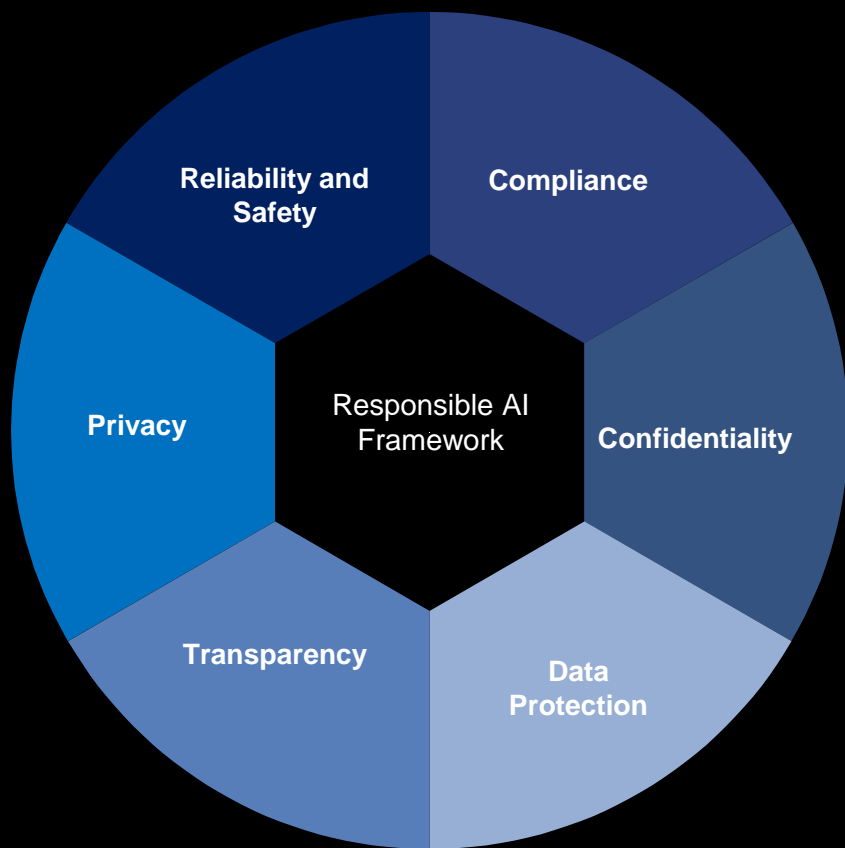 Reliability and
Safety
Compliance
Privacy
Responsible AI
Framework
Confidentiality
Transparency
Data
Protection